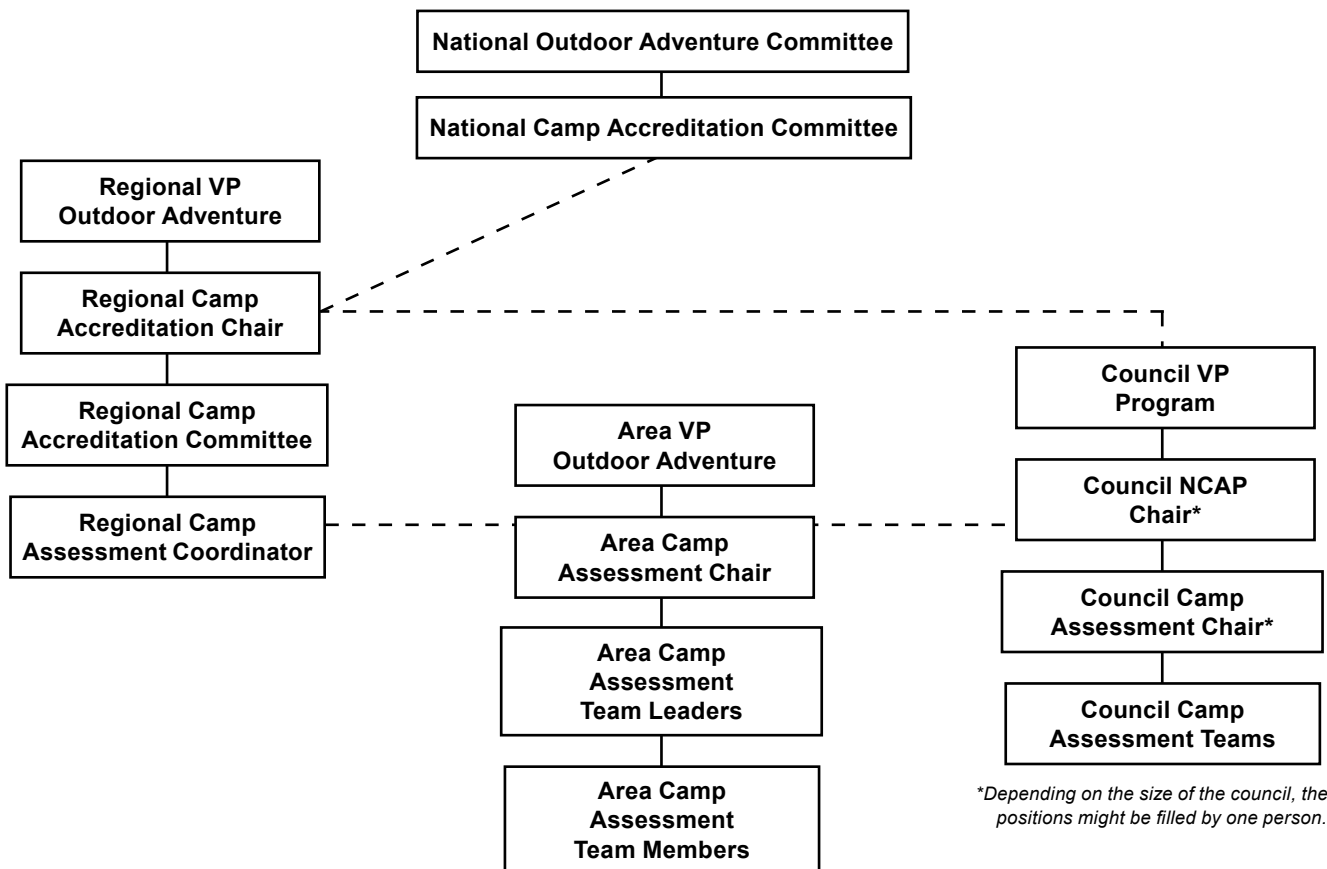 National Outdoor Adventure Committee
National Camp Accreditation Committee
Regional VP
Outdoor Adventure
Regional Camp
Accreditation Chair
Regional Camp
Accreditation Committee
Regional Camp
Assessment Coordinator
Area VP
Outdoor Adventure
Area Camp
Assessment Chair
Area Camp
Assessment
Team Leaders
Area Camp
Assessment
Team Members
Council VP
Program
Council NCAP
Chair*
Council Camp
Assessment Chair*
Council Camp
Assessment Teams
*Depending on the size of the council, the
positions might be filled by one person.